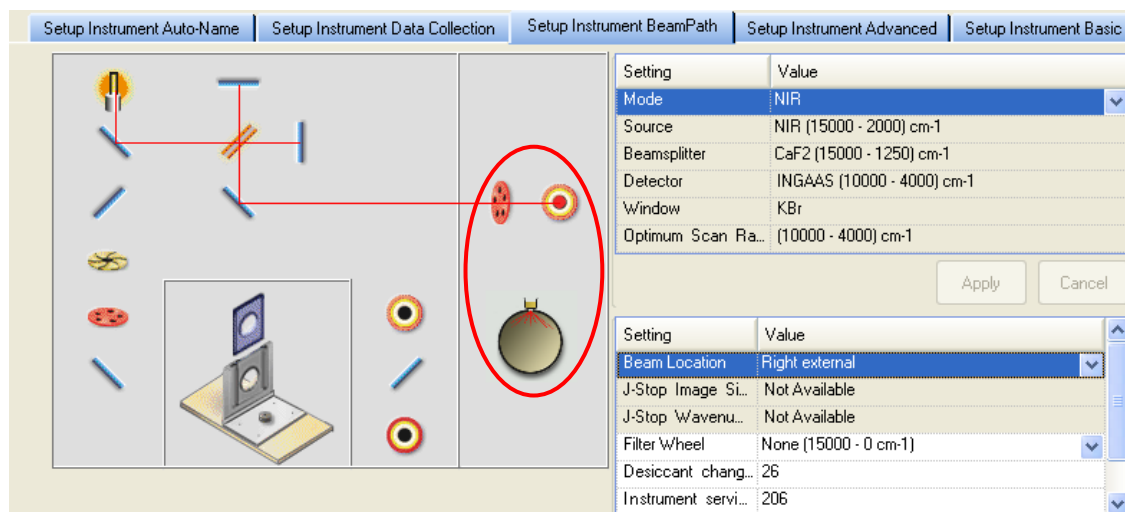 Setup Instrument Auto-Name
Setup Instrument Data Collection
Setup Instrument BeamPath
Setup Instrument Advanced
Setup Instrument Basic
Setting Value
Mode NIR
Source NIR (15000 - 2000) cm-1
Beamsplitter CaF2 (15000 - 1250) cm-1
Detector INGAAS (10000 - 4000) cm-1
Window KBr
Optimum Scan Ra... (10000 - 4000) cm-1
Apply Cancel
Setting Value
Beam Location Right external
J-Stop Image Si... Not Available
J-Stop Wavenu... Not Available
Filter Wheel None (15000 - 0 cm-1)
Desiccant chang... 26
Instrument servi... 206